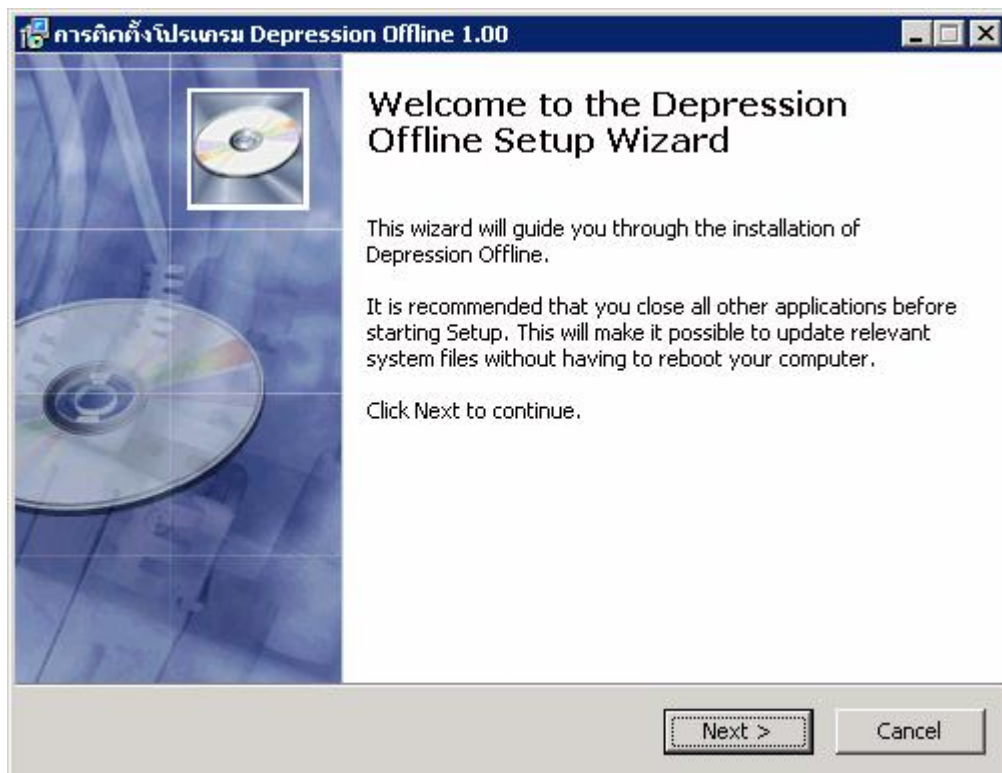 การติดตั้งโปรแกรม Depression Offline 1.00
Welcome to the Depression
Offline Setup Wizard
This wizard will guide you through the installation of
Depression Offline.
It is recommended that you close all other applications before
starting Setup. This will make it possible to update relevant
system files without having to reboot your computer.
Click Next to continue.
Next >
Cancel